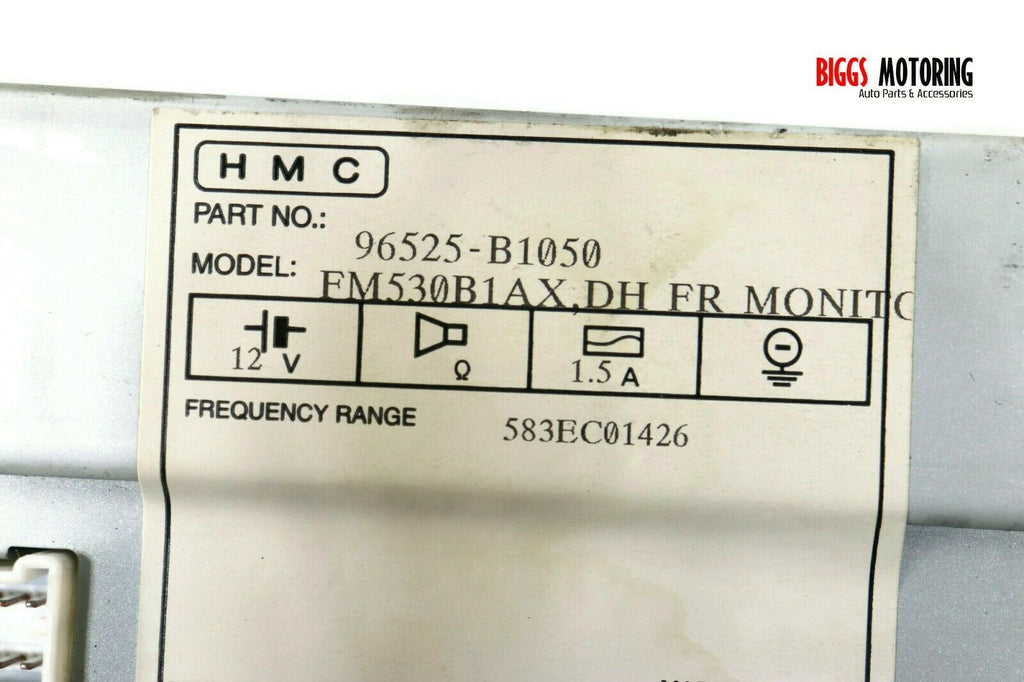 BIGGS MOTORING
Auto Parts & Accessories
HMC
PART NO.: 96525-B1050
MODEL: FM530B1AX,DH FR MONITO
12 V Ω 1.5 A
FREQUENCY RANGE 583EC01426